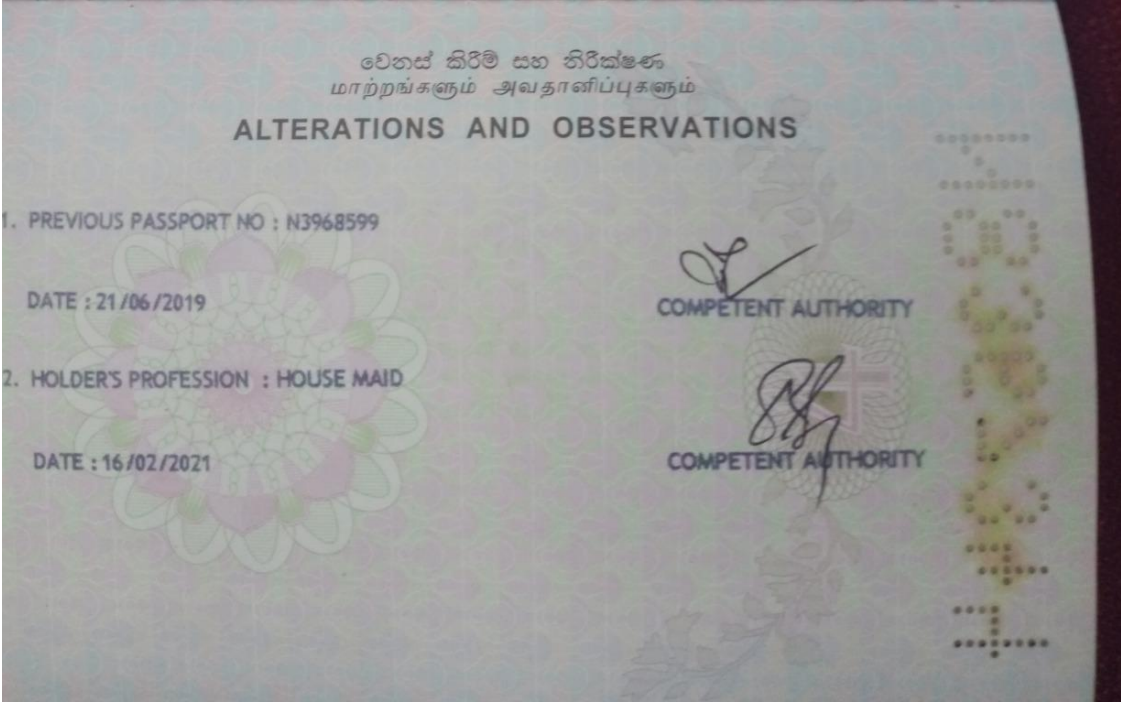 වෙනස් කිරීම් සහ නිරීක්ෂණ
மாற்றங்களும் அவதானிப்புகளும்
ALTERATIONS AND OBSERVATIONS
1. PREVIOUS PASSPORT NO : N3968599
DATE : 21/06/2019
COMPETENT AUTHORITY
2. HOLDER'S PROFESSION : HOUSE MAID
DATE : 16/02/2021
COMPETENT AUTHORITY